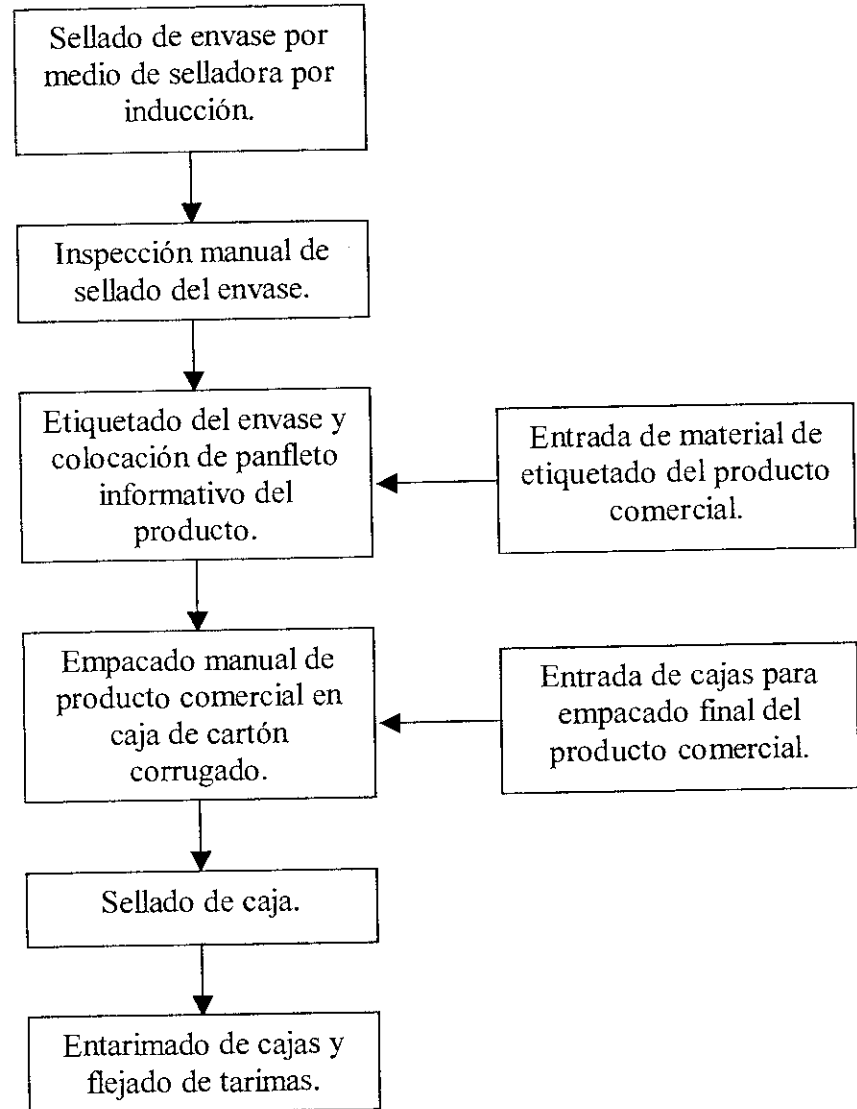 Sellado de envase por
medio de selladora por
inducción.
Inspección manual de
sellado del envase.
Etiquetado del envase y
colocación de panfleto
informativo del
producto.
Entrada de material de
etiquetado del producto
comercial.
Empacado manual de
producto comercial en
caja de cartón
corrugado.
Entrada de cajas para
empacado final del
producto comercial.
Sellado de caja.
Entarimado de cajas y
flejado de tarimas.